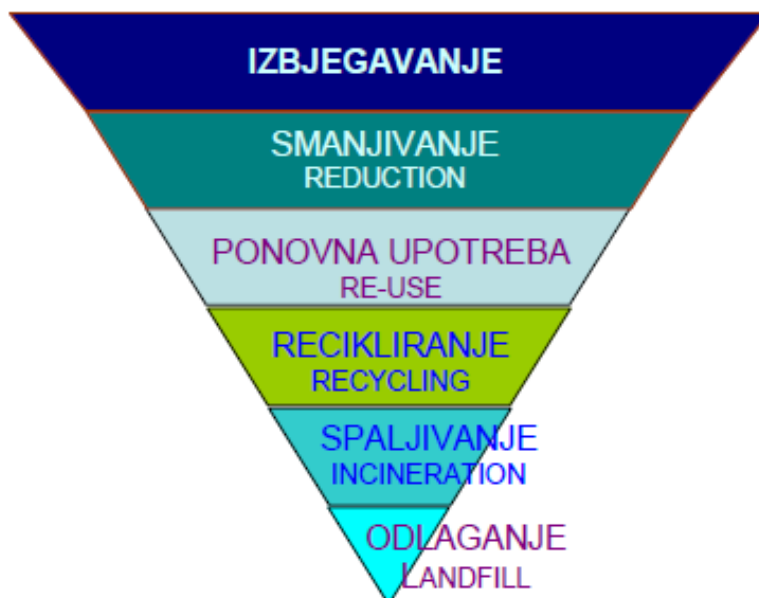 IZBJEGAVANJE
SMANJIVANJE
REDUCTION
PONOVNA UPOTREBA
RE-USE
RECIKLIRANJE
RECYCLING
SPALJIVANJE
INCINERATION
ODLAGANJE
LANDFILL